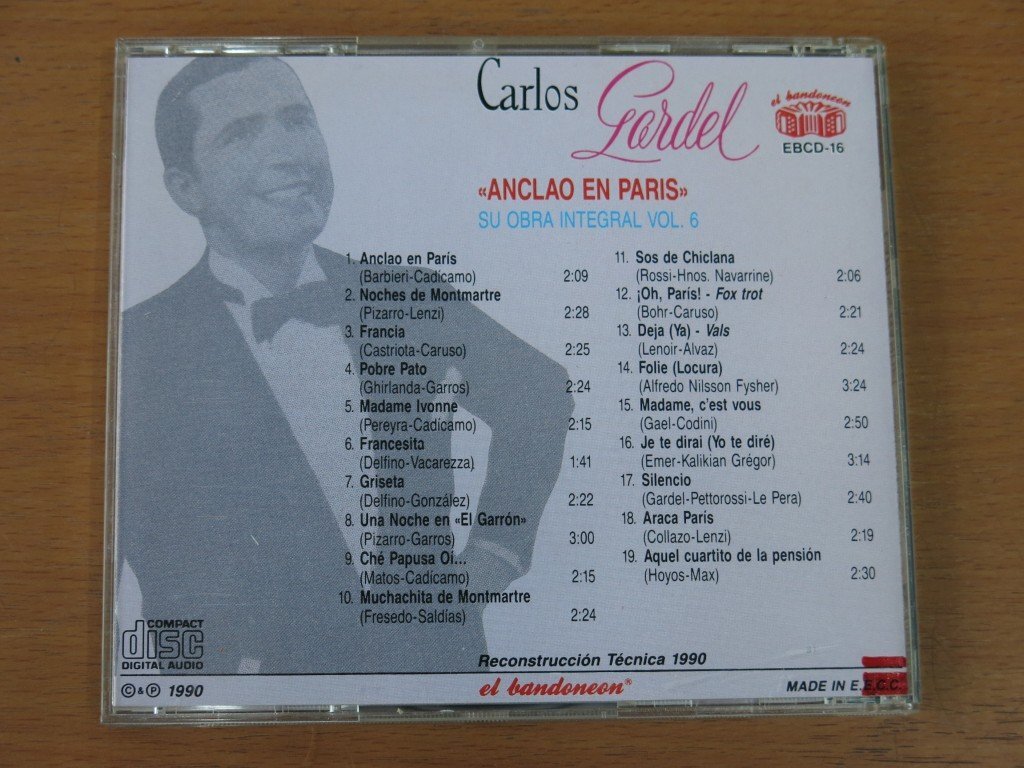 Carlos Gardel
el bandoneon
EBCD-16
«ANCLAO EN PARIS»
SU OBRA INTEGRAL VOL. 6
1. Anclao en París
(Barbieri-Cadícamo) 2:09
2. Noches de Montmartre
(Pizarro-Lenzi) 2:28
3. Francia
(Castriota-Caruso) 2:25
4. Pobre Pato
(Ghirlanda-Garros) 2:24
5. Madame Ivonne
(Pereyra-Cadícamo) 2:15
6. Francesita
(Delfino-Vacarezza) 1:41
7. Griseta
(Delfino-González) 2:22
8. Una Noche en «El Garrón»
(Pizarro-Garros) 3:00
9. Ché Papusa Oí...
(Matos-Cadícamo) 2:15
10. Muchachita de Montmartre
(Fresedo-Saldías) 2:24
11. Sos de Chiclana
(Rossi-Hnos. Navarrine) 2:06
12. ¡Oh, París! - Fox trot
(Bohr-Caruso) 2:21
13. Deja (Ya) - Vals
(Lenoir-Alvaz) 2:24
14. Folie (Locura)
(Alfredo Nilsson Fysher) 3:24
15. Madame, c'est vous
(Gael-Codini) 2:50
16. Je te dirai (Yo te diré)
(Emer-Kalikian Grégor) 3:14
17. Silencio
(Gardel-Pettorossi-Le Pera) 2:40
18. Araca París
(Collazo-Lenzi) 2:19
19. Aquel cuartito de la pensión
(Hoyos-Max) 2:30
COMPACT
disc
DIGITAL AUDIO
Reconstrucción Técnica 1990
© & ℗ 1990
el bandoneon®
MADE IN E.E.C.C.